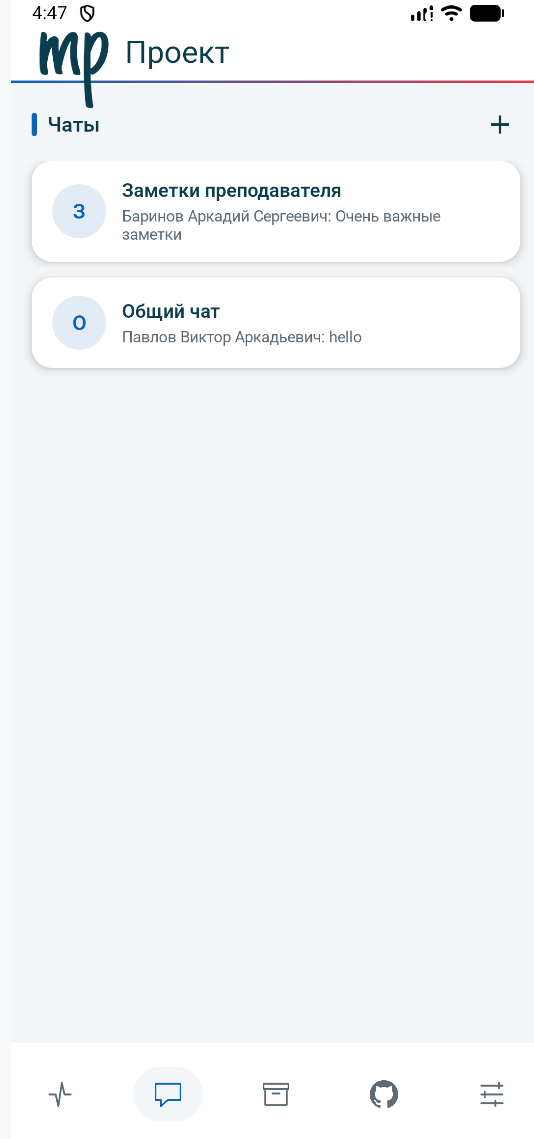 4:47
mp Проект
Чаты
З
Заметки преподавателя
Баринов Аркадий Сергеевич: Очень важные
заметки
О
Общий чат
Павлов Виктор Аркадьевич: hello